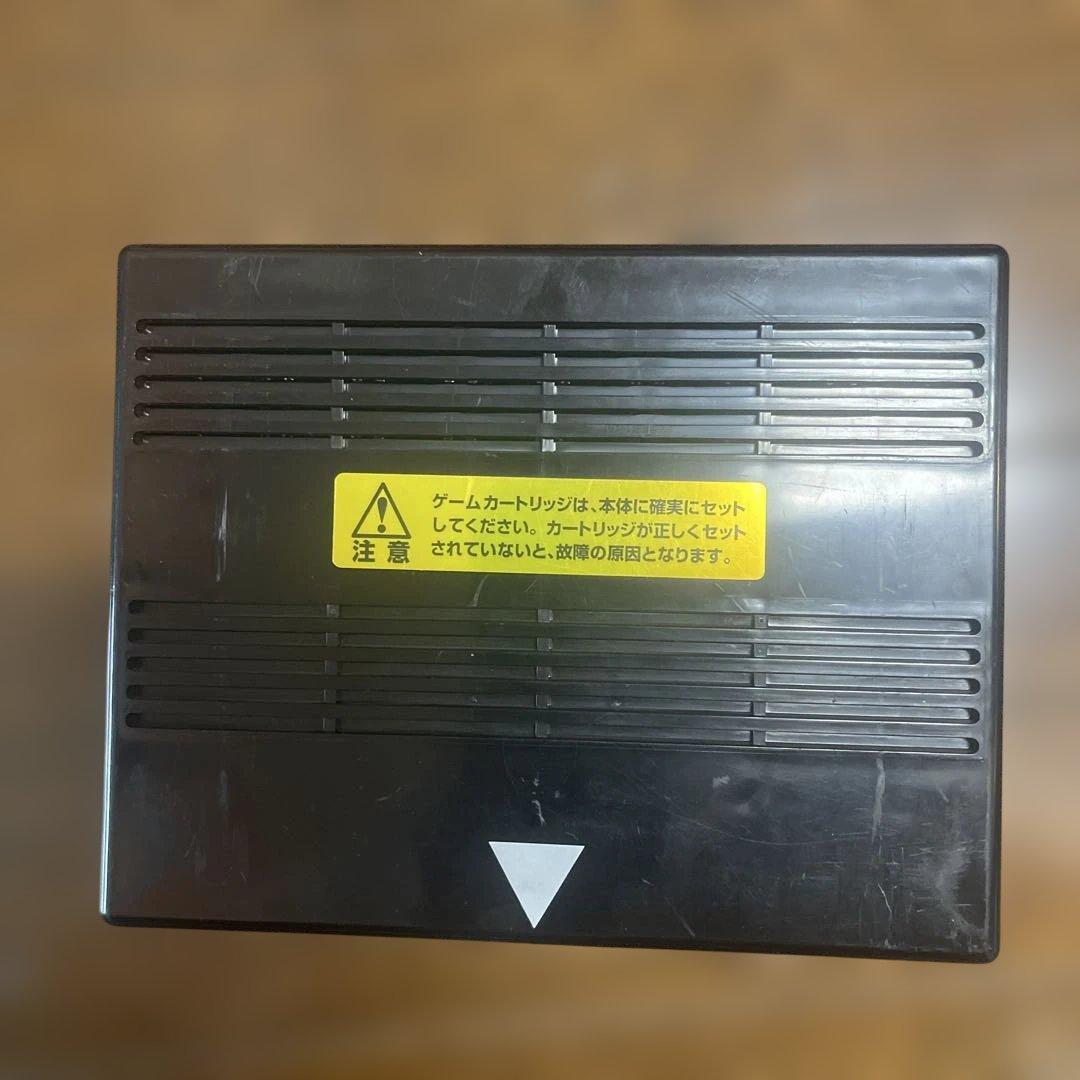 ゲームカートリッジは、本体に確実にセット
してください。カートリッジが正しくセット
されていないと、故障の原因となります。
注意